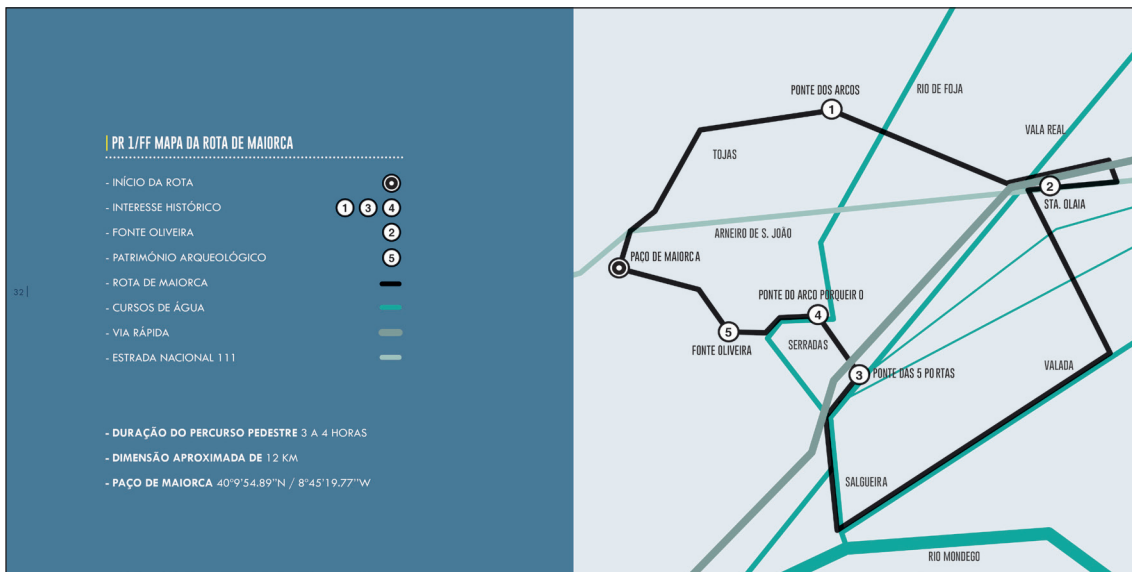 PR 1/FF MAPA DA ROTA DE MAIORCA
- INÍCIO DA ROTA
- INTERESSE HISTÓRICO 1 3 4
- FONTE OLIVEIRA 2
- PATRIMÓNIO ARQUEOLÓGICO 5
- ROTA DE MAIORCA
- CURSOS DE ÁGUA
- VIA RÁPIDA
- ESTRADA NACIONAL 111
32 |
- DURAÇÃO DO PERCURSO PEDESTRE 3 A 4 HORAS
- DIMENSÃO APROXIMADA DE 12 KM
- PAÇO DE MAIORCA 40º9'54.89''N / 8º45'19.77''W
PONTE DOS ARCOS
1
RIO DE FOJA
VALA REAL
TOJAS
2
STA. OLAIA
ARNEIRO DE S. JOÃO
PAÇO DE MAIORCA
PONTE DO ARCO PORQUEIRO
4
5
FONTE OLIVEIRA
SERRADAS
3 PONTE DAS 5 PORTAS
VALADA
SALGUEIRA
RIO MONDEGO